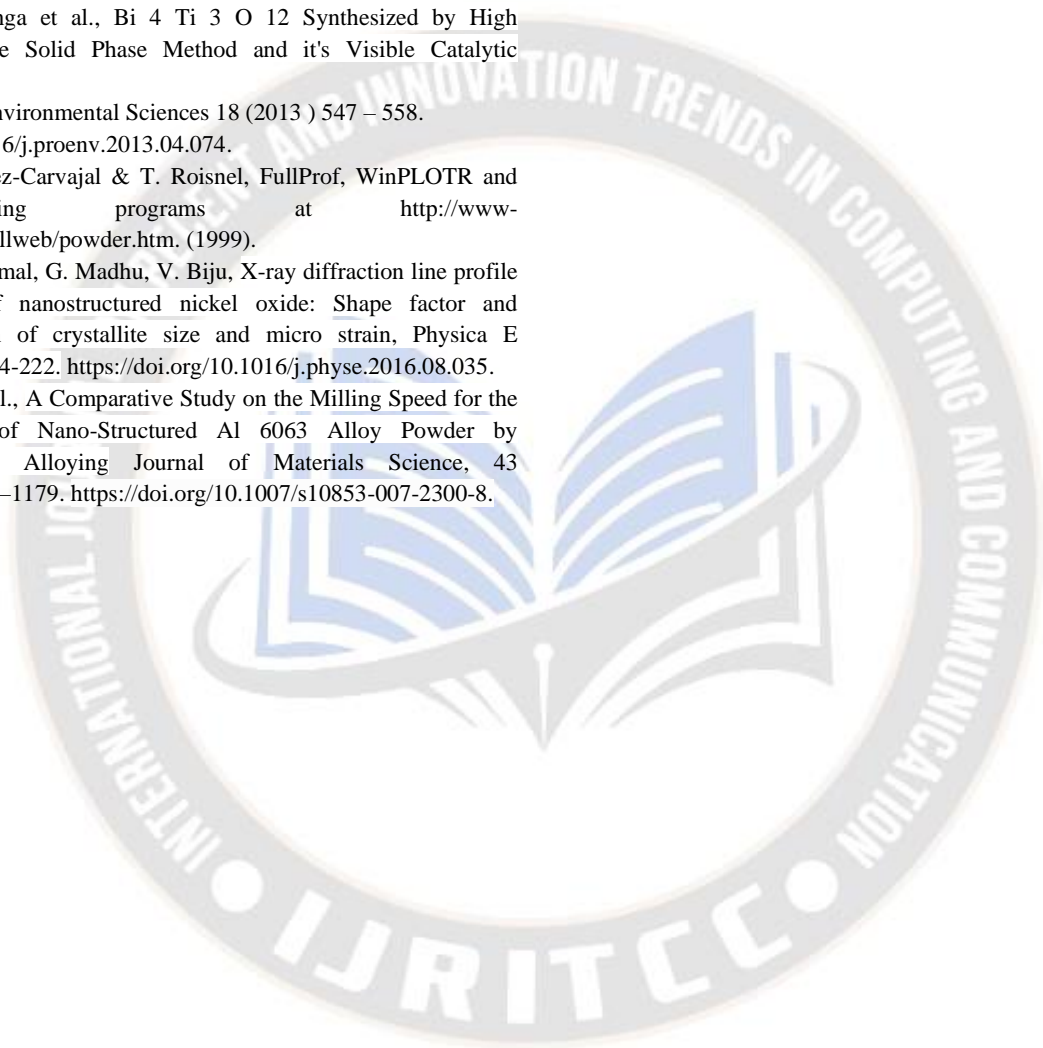 nga et al., Bi 4 Ti 3 O 12 Synthesized by High
e Solid Phase Method and it's Visible Catalytic
nvironmental Sciences 18 (2013 ) 547 – 558.
6/j.proenv.2013.04.074.
ez-Carvajal & T. Roisnel, FullProf, WinPLOTR and
ing programs at http://www-
llweb/powder.htm. (1999).
mal, G. Madhu, V. Biju, X-ray diffraction line profile
f nanostructured nickel oxide: Shape factor and
of crystallite size and micro strain, Physica E
4-222. https://doi.org/10.1016/j.physe.2016.08.035.
l., A Comparative Study on the Milling Speed for the
of Nano-Structured Al 6063 Alloy Powder by
Alloying Journal of Materials Science, 43
–1179. https://doi.org/10.1007/s10853-007-2300-8.
INTERNATIONAL JO
ENT AND INNOVATION TRENDS IN COMPUTING AND COMMUNICATION
IJRITCC